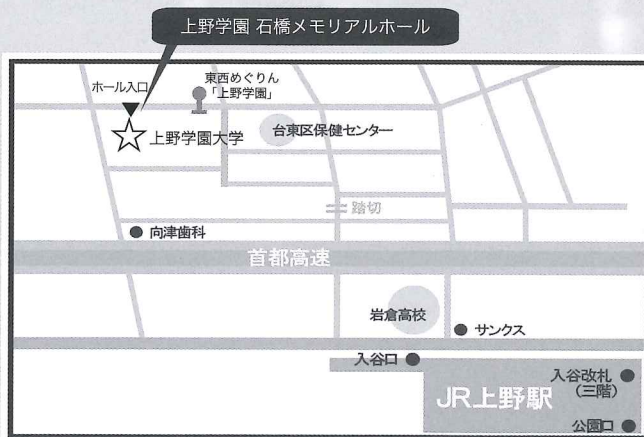 上野学園 石橋メモリアルホール
ホール入口
東西めぐりん
「上野学園」
上野学園大学
台東区保健センター
踏切
向津歯科
首都高速
岩倉高校
サンクス
入谷口
入谷改札
(三階)
JR上野駅
公園口